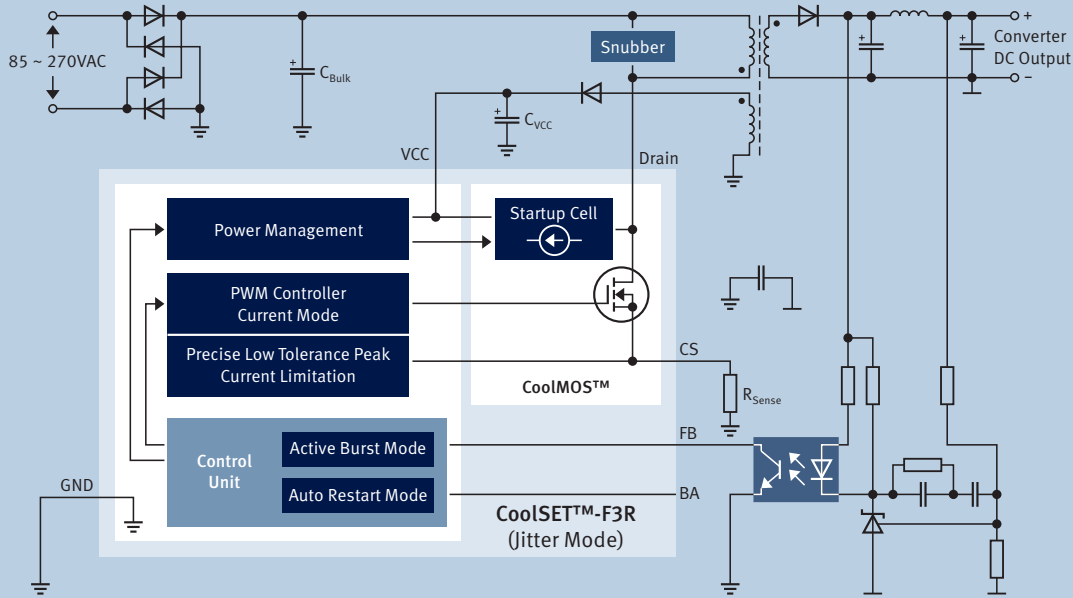 +
Converter
DC Output
−
Snubber
85 ~ 270VAC
+
CBulk
+
+
+
CVCC
VCC
Drain
Startup Cell
Power Management
PWM Controller
Current Mode
Precise Low Tolerance Peak
Current Limitation
CS
CoolMOS™
RSense
FB
Active Burst Mode
Control
Unit
GND
Auto Restart Mode
BA
CoolSET™-F3R
(Jitter Mode)